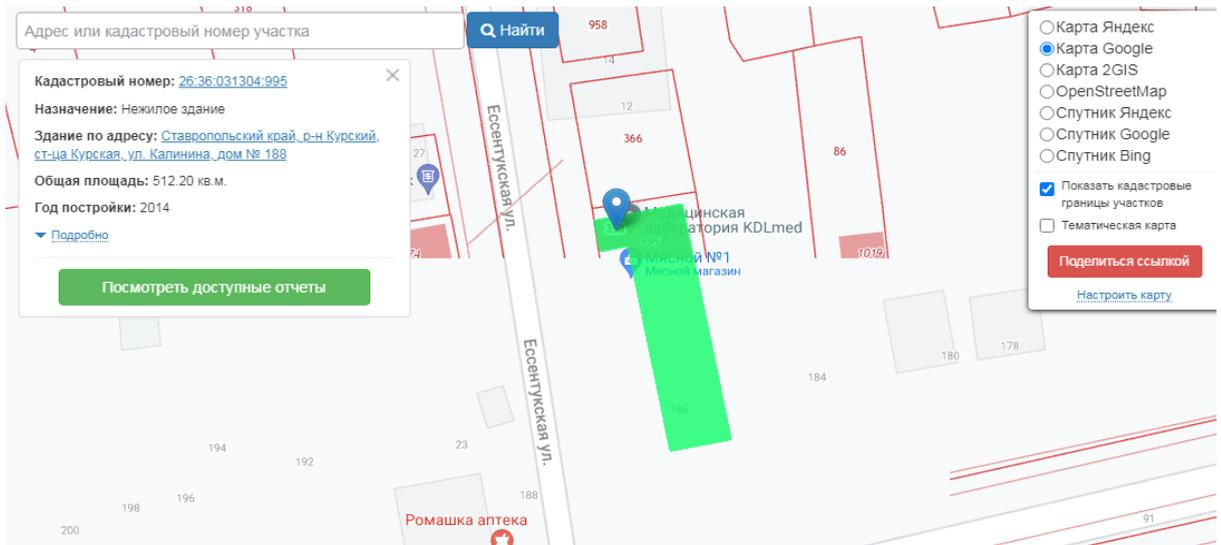 318
Адрес или кадастровый номер участка
Найти
Кадастровый номер: 26:36:031304:995
Назначение: Нежилое здание
Здание по адресу: Ставропольский край, р-н Курский,
ст-ца Курская, ул. Калинина, дом № 188
Общая площадь: 512.20 кв.м.
Год постройки: 2014
Подробно
Посмотреть доступные отчеты
958
14
12
366
86
27
Ессентукская ул.
Медицинская
лаборатория KDLmed
995
Мясной №1
Мясной магазин
1019
74
Ессентукская ул.
180
178
184
186
194
192
23
196
198
200
188
Ромашка аптека
91
Карта Яндекс
Карта Google
Карта 2GIS
OpenStreetMap
Спутник Яндекс
Спутник Google
Спутник Bing
Показать кадастровые
границы участков
Тематическая карта
Поделиться ссылкой
Настроить карту